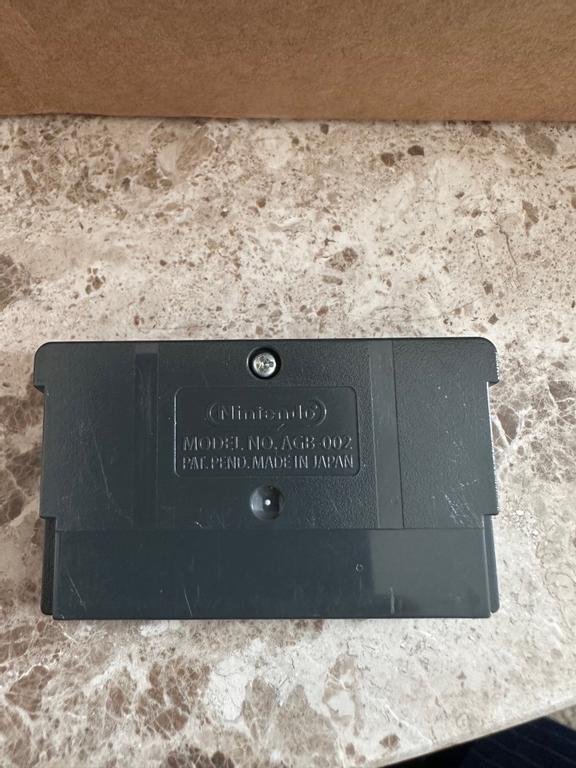 Nintendo
MODEL NO. AGB-002
PAT. PEND. MADE IN JAPAN